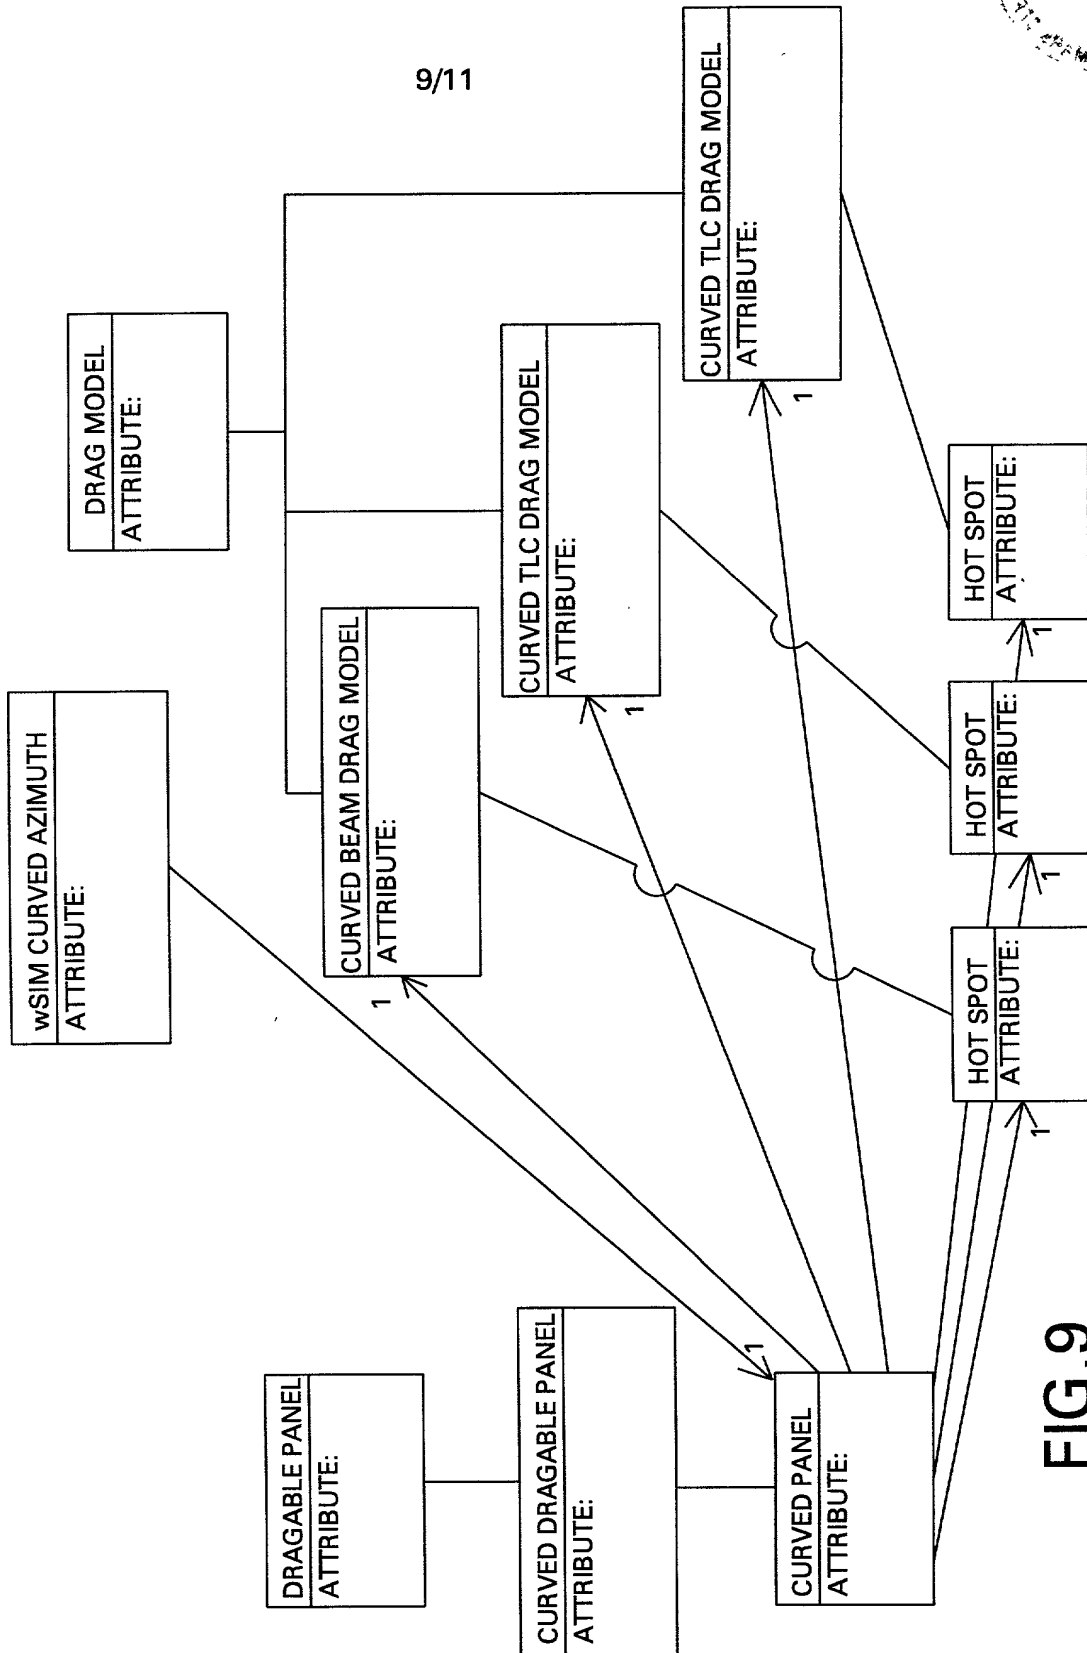 9/11
wSIM CURVED AZIMUTH
ATTRIBUTE:
DRAG MODEL
ATTRIBUTE:
DRAGABLE PANEL
ATTRIBUTE:
CURVED BEAM DRAG MODEL
ATTRIBUTE:
1
CURVED TLC DRAG MODEL
ATTRIBUTE:
1
CURVED DRAGABLE PANEL
ATTRIBUTE:
CURVED TLC DRAG MODEL
ATTRIBUTE:
1
CURVED PANEL
ATTRIBUTE:
1
HOT SPOT
ATTRIBUTE:
1
HOT SPOT
ATTRIBUTE:
1
HOT SPOT
ATTRIBUTE:
1
FIG.9